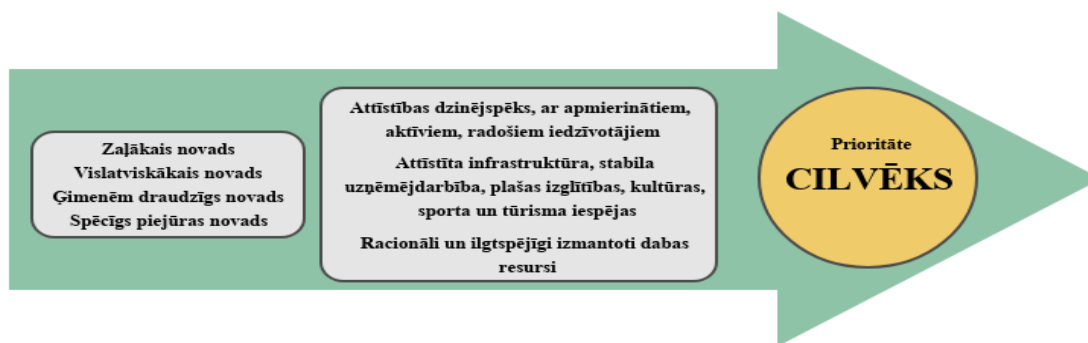 Zaļākais novads
Vislatviskākais novads
Ģimenēm draudzīgs novads
Spēcīgs piejūras novads
Attīstības dzinējspēks, ar apmierinātiem,
aktīviem, radošiem iedzīvotājiem
Attīstīta infrastruktūra, stabila
uzņēmējdarbība, plašas izglītības, kultūras,
sporta un tūrisma iespējas
Racionāli un ilgtspējīgi izmantoti dabas
resursi
Prioritāte
CILVĒKS